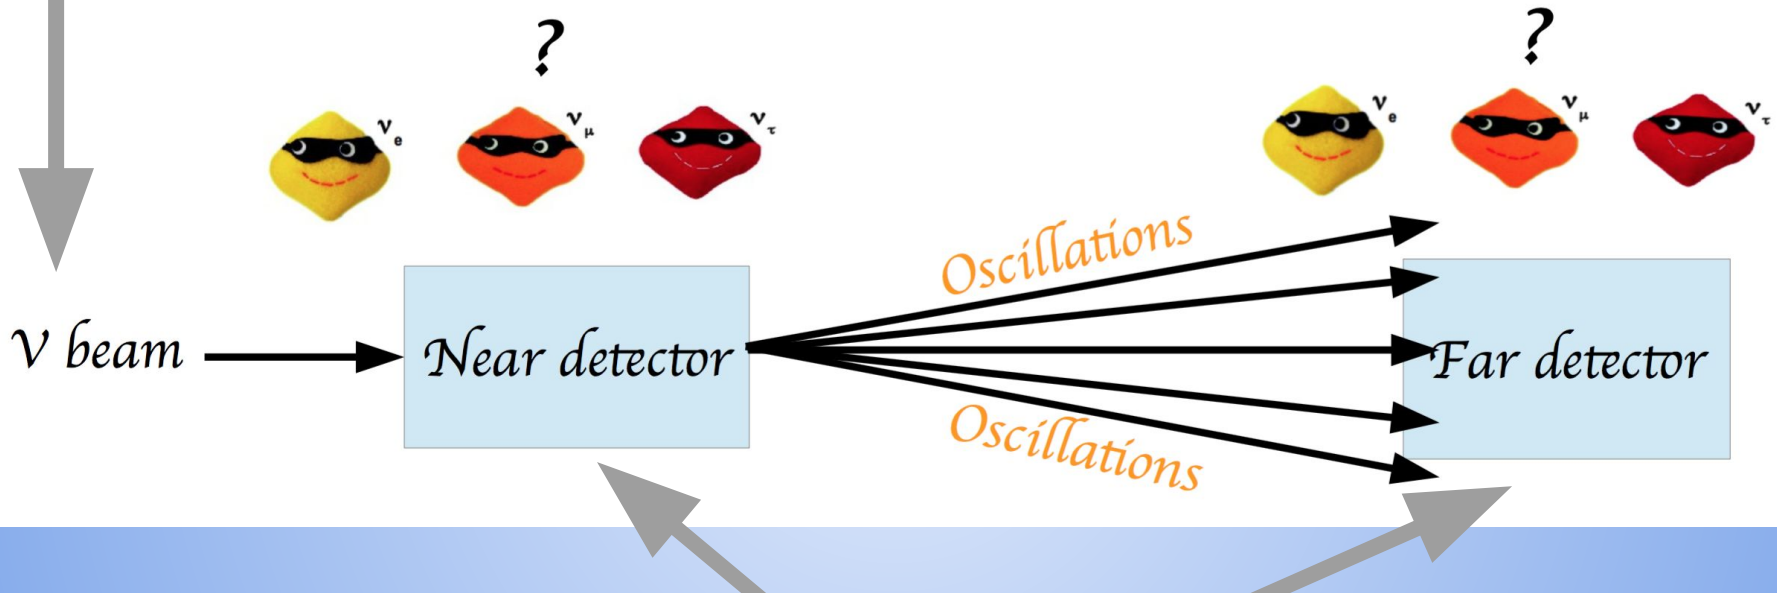 ?
?
νe
νμ
ντ
νe
νμ
ντ
Oscillations
ν beam
Near detector
Far detector
Oscillations